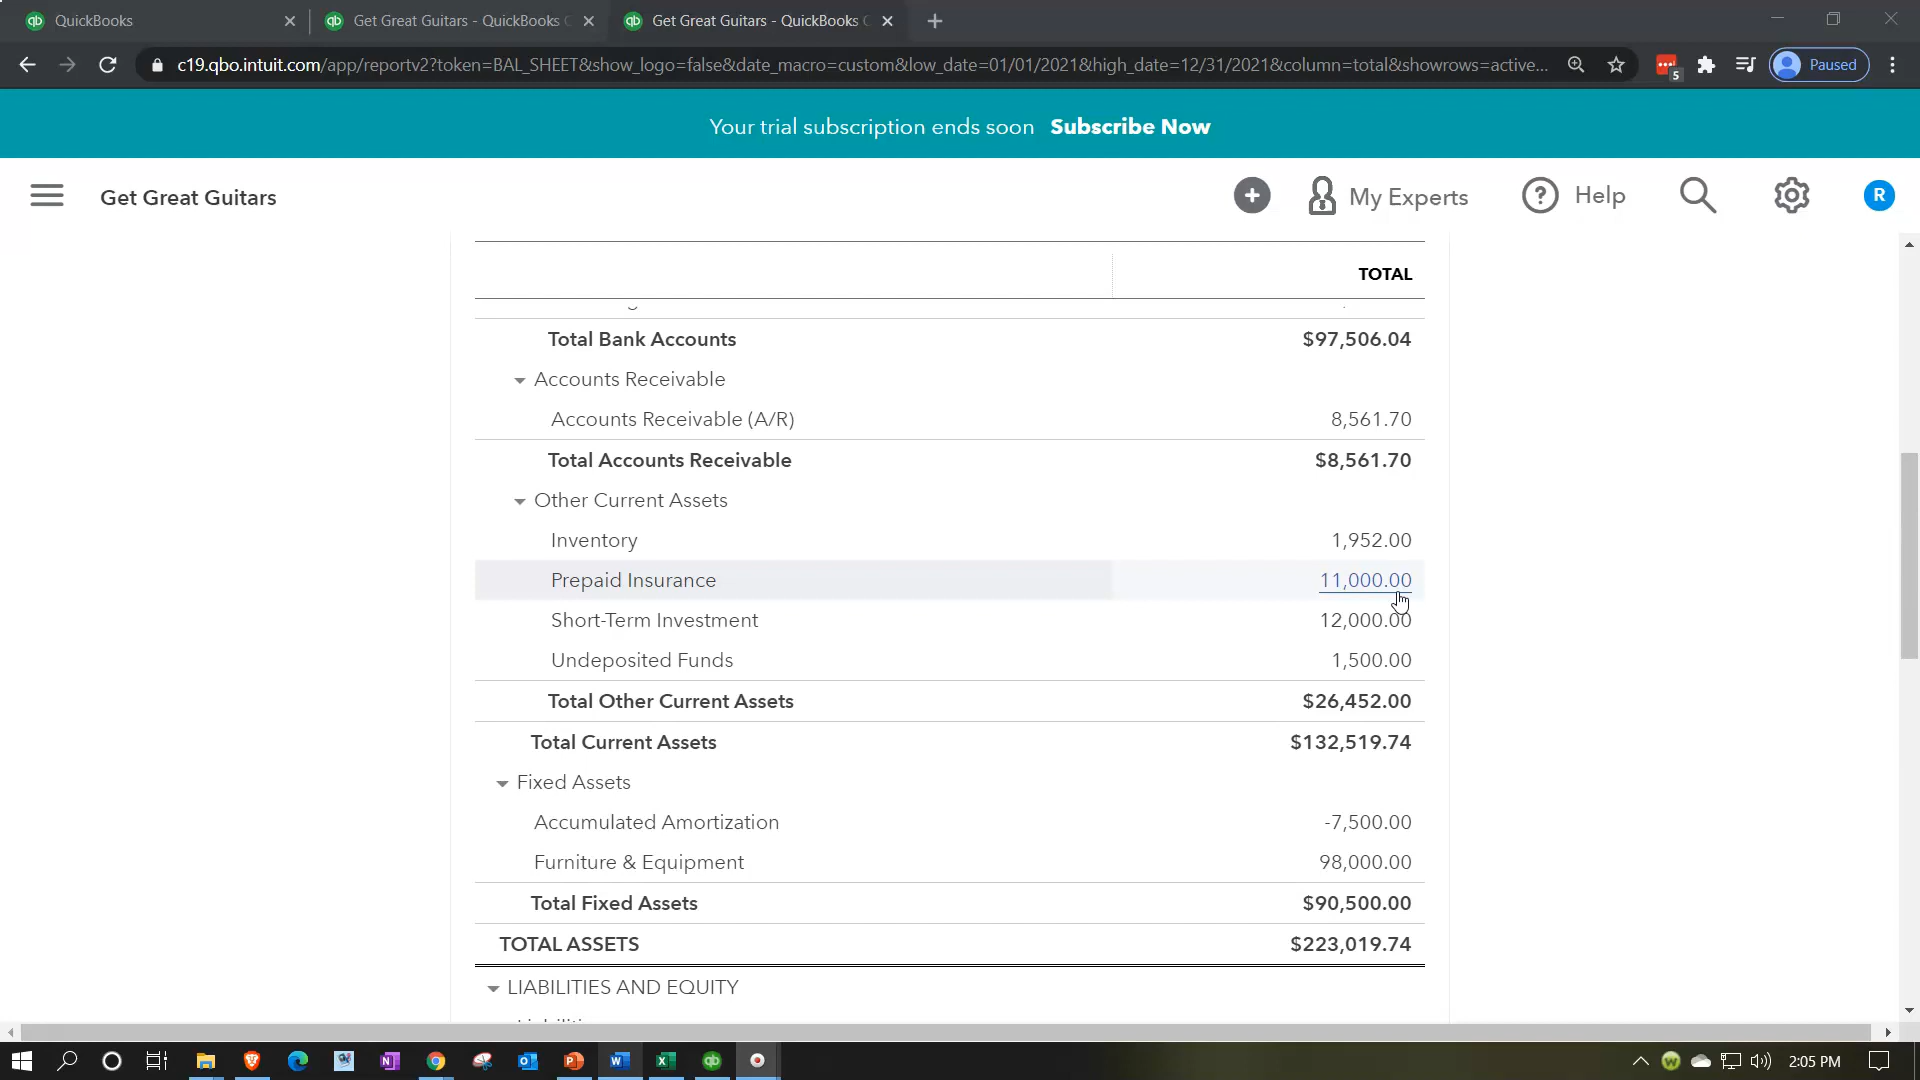 QuickBooks
Get Great Guitars - QuickBooks
Get Great Guitars - QuickBooks
c19.qbo.intuit.com/app/reportv2?token=BAL_SHEET&show_logo=false&date_macro=custom&low_date=01/01/2021&high_date=12/31/2021&column=total&showrows=active...
5
Paused
Your trial subscription ends soon Subscribe Now
Get Great Guitars
My Experts
Help
R
TOTAL
Total Bank Accounts $97,506.04
Accounts Receivable
Accounts Receivable (A/R) 8,561.70
Total Accounts Receivable $8,561.70
Other Current Assets
Inventory 1,952.00
Prepaid Insurance 11,000.00
Short-Term Investment 12,000.00
Undeposited Funds 1,500.00
Total Other Current Assets $26,452.00
Total Current Assets $132,519.74
Fixed Assets
Accumulated Amortization -7,500.00
Furniture & Equipment 98,000.00
Total Fixed Assets $90,500.00
TOTAL ASSETS $223,019.74
LIABILITIES AND EQUITY
2:05 PM